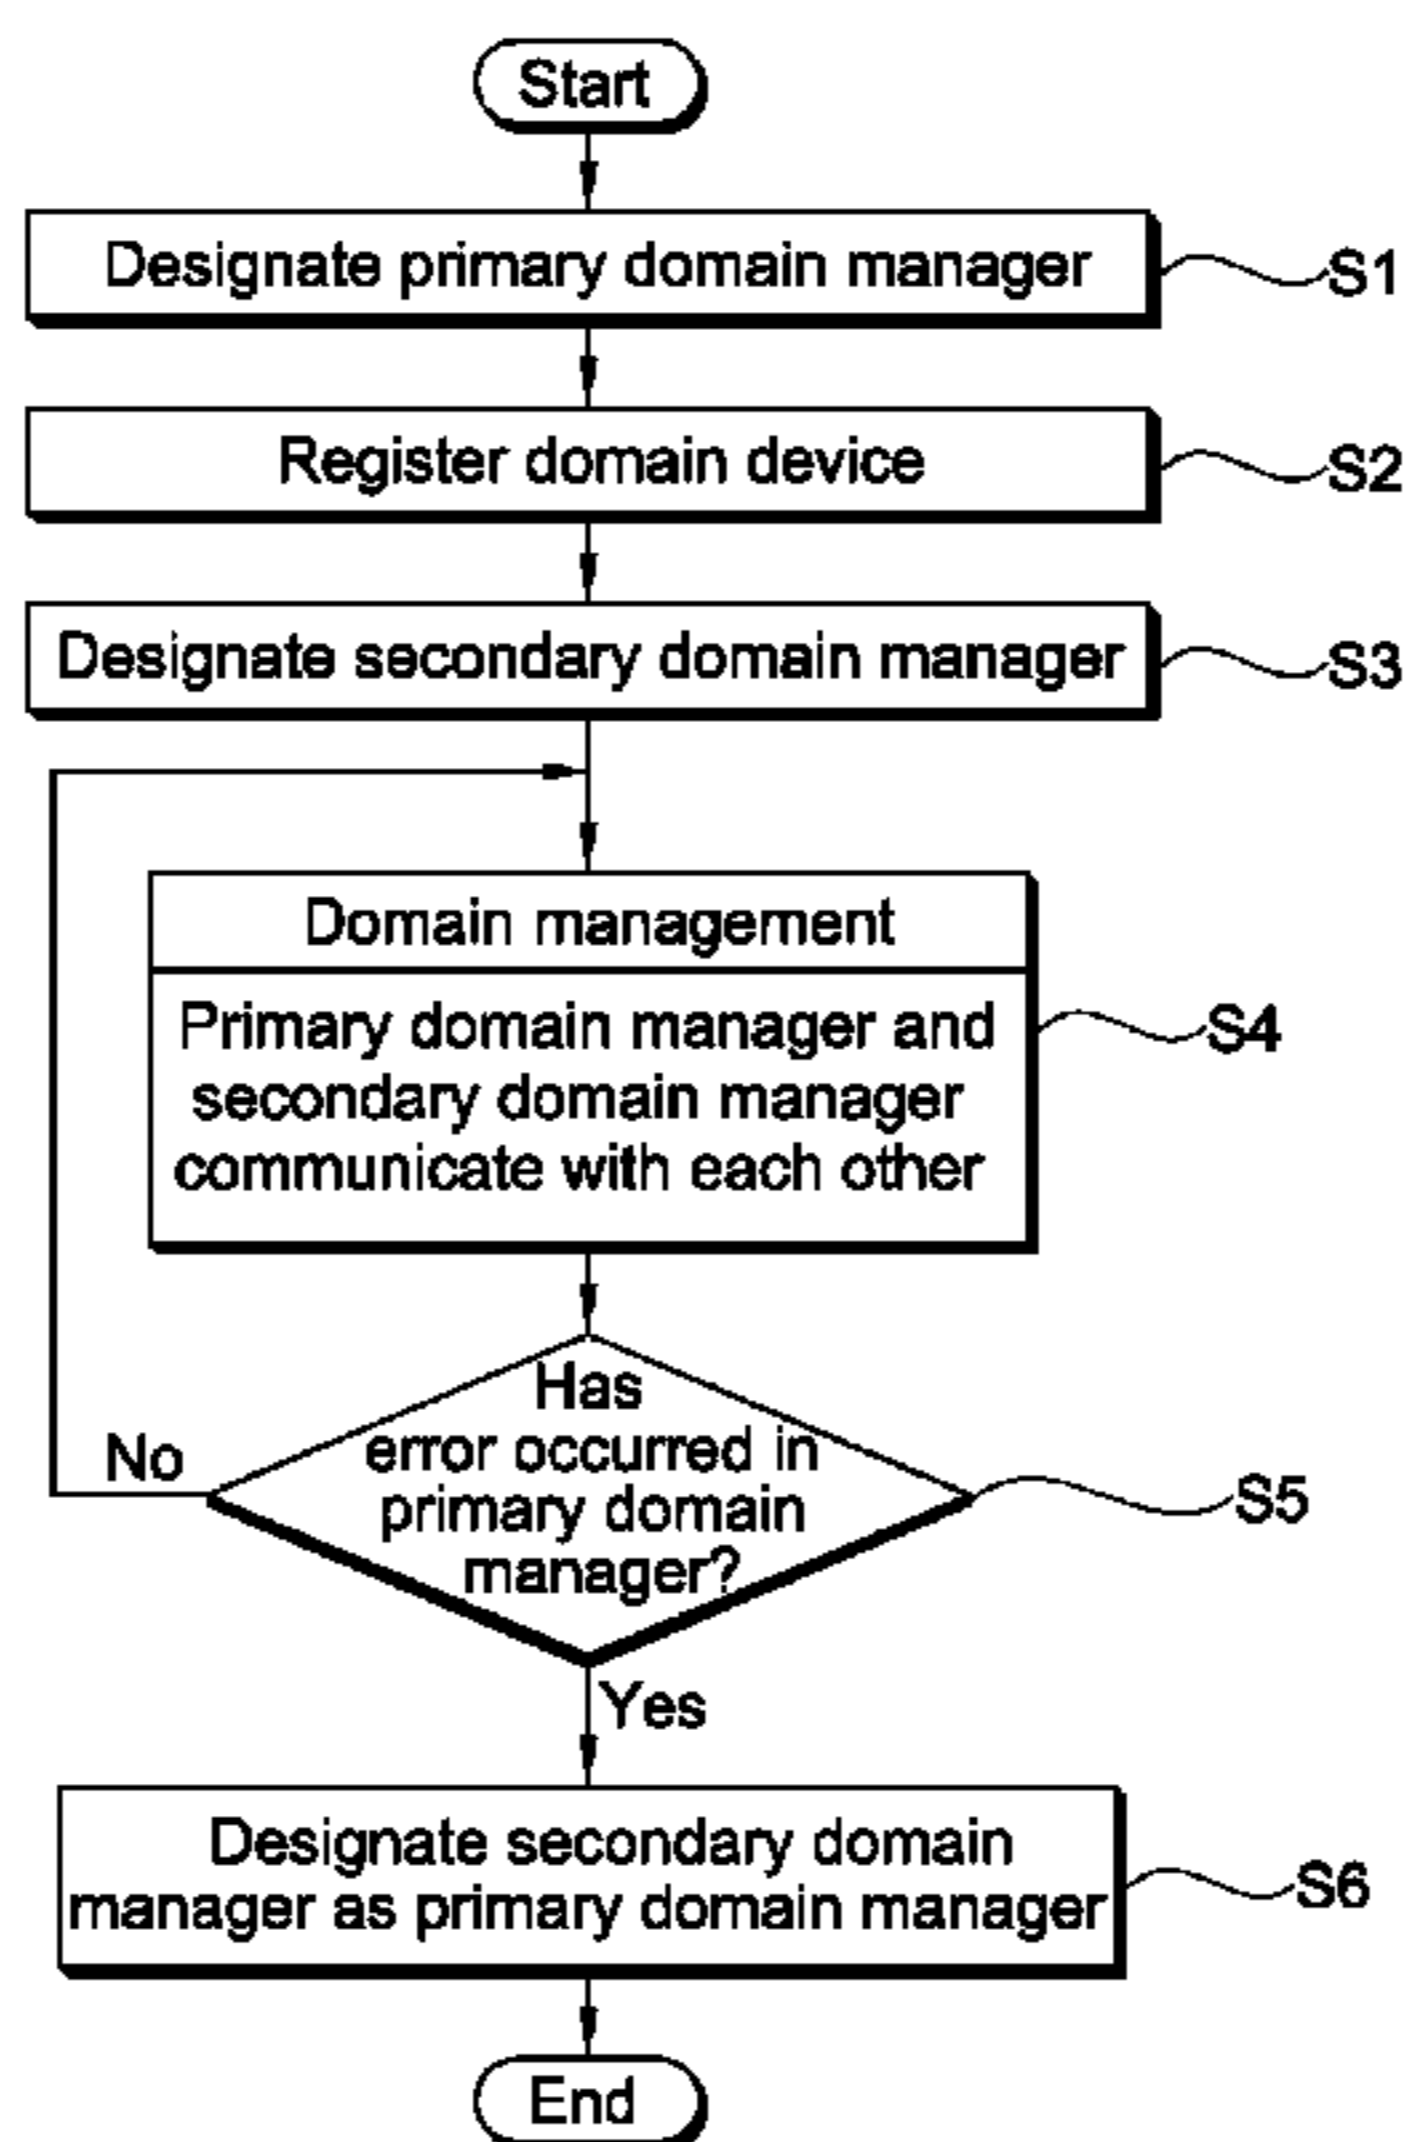 Start
Designate primary domain manager
S1
Register domain device
S2
Designate secondary domain manager
S3
Domain management
Primary domain manager and
secondary domain manager
communicate with each other
S4
Has
error occurred in
primary domain
manager?
No
S5
Yes
Designate secondary domain
manager as primary domain manager
S6
End